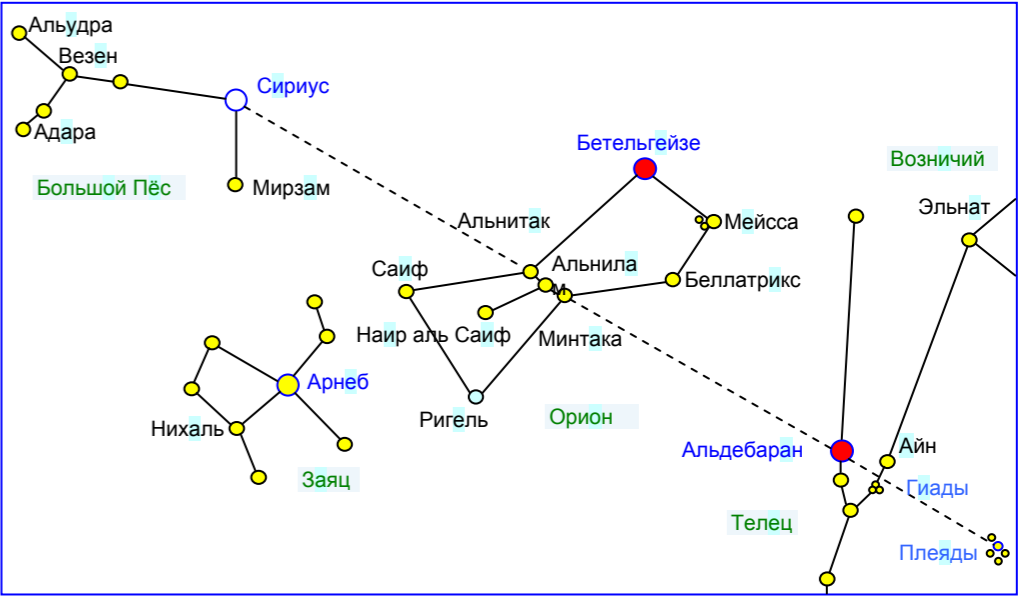 Альудра
Везен
Сириус
Адара
Большой Пёс
Мирзам
Бетельгейзе
Возничий
Эльнат
Альнитак
Мейсса
Саиф
Альнила
м
Беллатрикс
Наир аль Саиф
Минтака
Арнеб
Ригель
Орион
Нихаль
Заяц
Альдебаран
Айн
Гиады
Телец
Плеяды